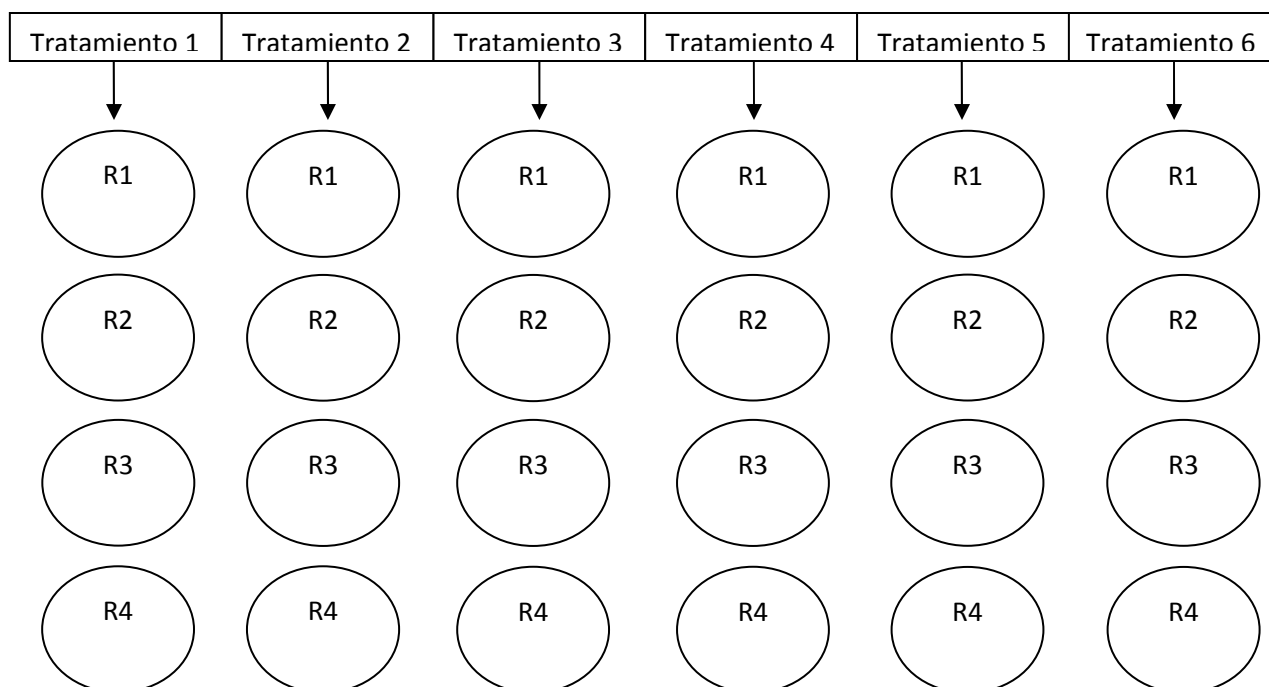 Tratamiento 1 Tratamiento 2 Tratamiento 3 Tratamiento 4 Tratamiento 5 Tratamiento 6
R1 R1 R1 R1 R1 R1
R2 R2 R2 R2 R2 R2
R3 R3 R3 R3 R3 R3
R4 R4 R4 R4 R4 R4